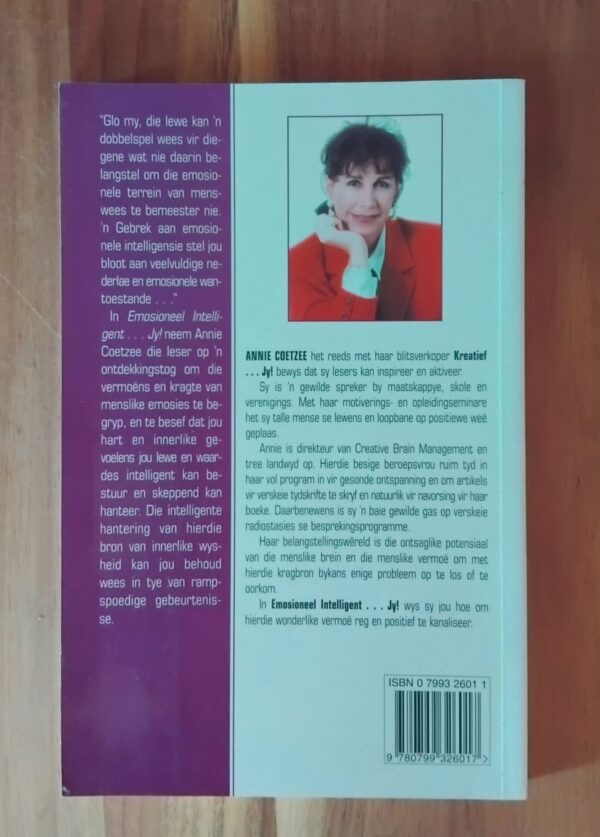 "Glo my, die lewe kan 'n
dobbelspel wees vir die-
gene wat nie daarin be-
langstel om die emosio-
nele terrein van mens-
wees te bemeester nie.
'n Gebrek aan emosio-
nele intelligensie stel jou
bloot aan veelvuldige ne-
derlae en emosionele wan-
toestande . . ."
In Emosioneel Intelli-
gent . . . Jy! neem Annie
Coetzee die leser op 'n
ontdekkingstog om die
vermoëns en kragte van
menslike emosies te be-
gryp, en te besef dat jou
hart en innerlike ge-
voelens jou lewe en waar-
des intelligent kan be-
stuur en skeppend kan
hanteer. Die intelligente
hantering van hierdie
bron van innerlike wys-
heid kan jou behoud
wees in tye van ramp-
spoedige gebeurtenis-
se.
ANNIE COETZEE het reeds met haar blitsverkoper Kreatief
. . . Jy! bewys dat sy lesers kan inspireer en aktiveer.
Sy is 'n gewilde spreker by maatskappye, skole en
verenigings. Met haar motiverings- en opleidingseminare
het sy talle mense se lewens en loopbane op positiewe weë
geplaas.
Annie is direkteur van Creative Brain Management en
tree landwyd op. Hierdie besige beroepsvrou ruim tyd in
haar vol program in vir gesonde ontspanning en om artikels
vir verskeie tydskrifte te skryf en natuurlik vir navorsing vir haar
boeke. Daarbenewens is sy 'n baie gewilde gas op verskeie
radiostasies se besprekingsprogramme.
Haar belangstellingswêreld is die ontsaglike potensiaal
van die menslike brein en die menslike vermoë om met
hierdie kragbron bykans enige probleem op te los of te
oorkom.
In Emosioneel Intelligent . . . Jy! wys sy jou hoe om
hierdie wonderlike vermoë reg en positief te kanaliseer.
ISBN 0 7993 2601 1
9 780799 326017 >